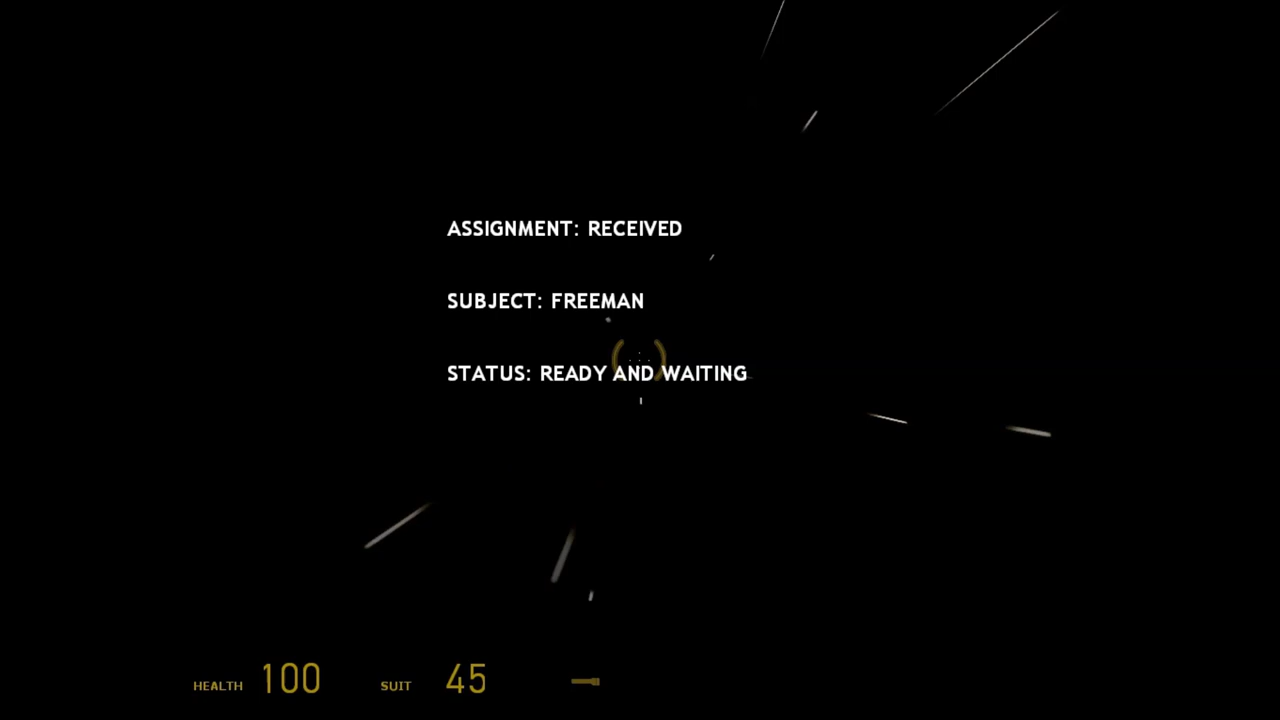 ASSIGNMENT: RECEIVED
SUBJECT: FREEMAN
STATUS: READY AND WAITING
HEALTH 100 SUIT 45